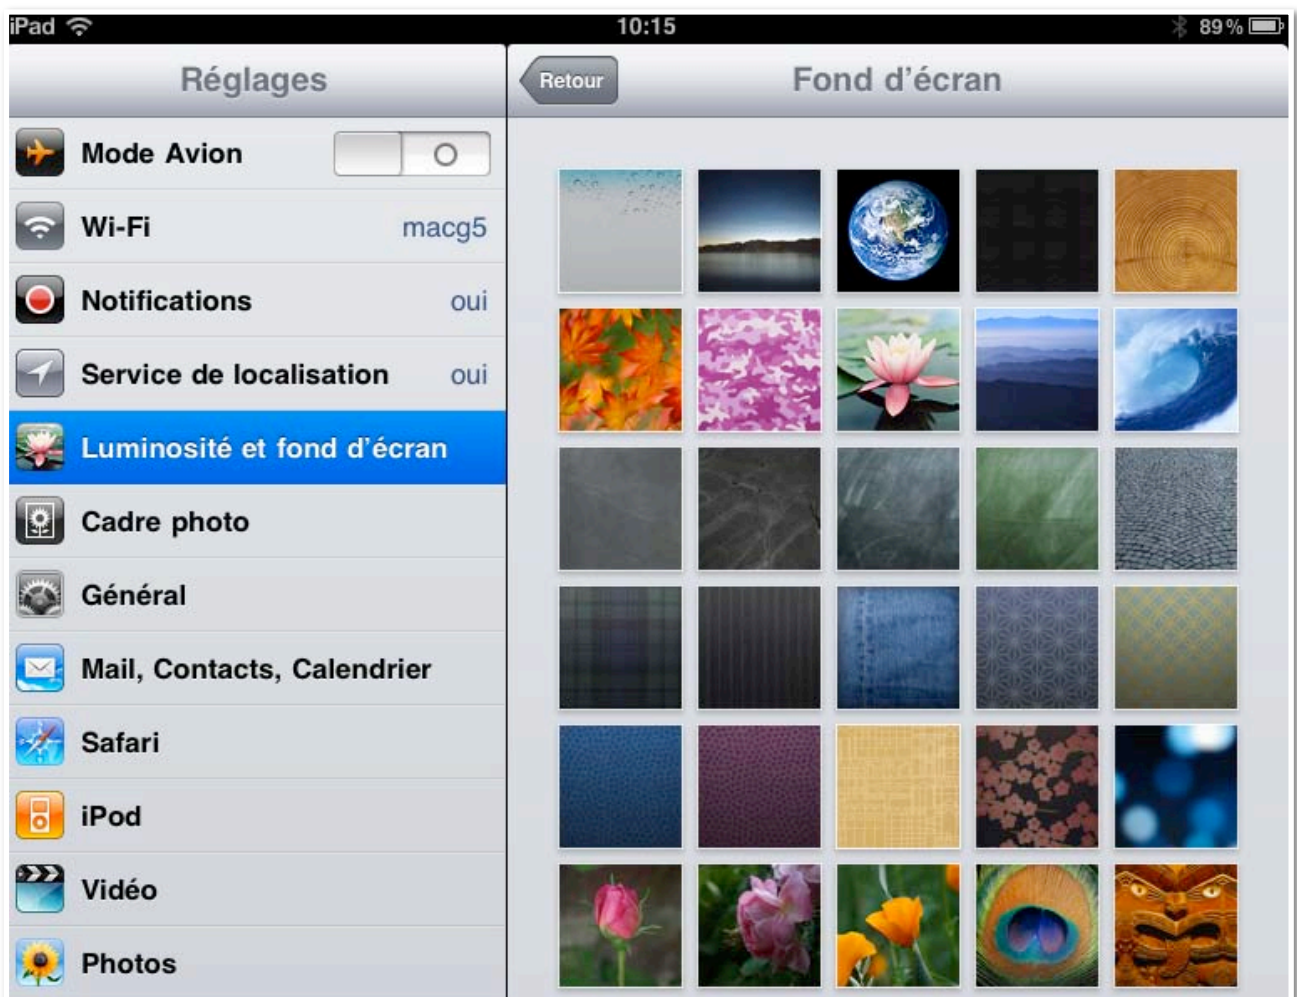 iPad
10:15
89 %
Réglages
Retour
Fond d'écran
Mode Avion
Wi-Fi
macg5
Notifications
oui
Service de localisation
oui
Luminosité et fond d'écran
Cadre photo
Général
Mail, Contacts, Calendrier
Safari
iPod
Vidéo
Photos